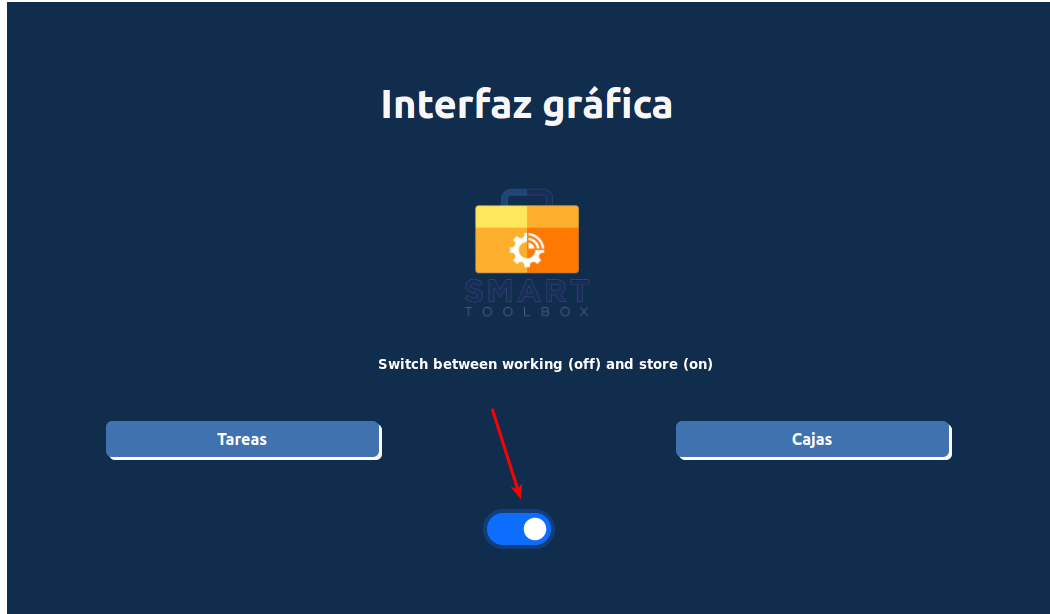 Interfaz gráfica
SMART
TOOLBOX
Switch between working (off) and store (on)
Tareas
Cajas